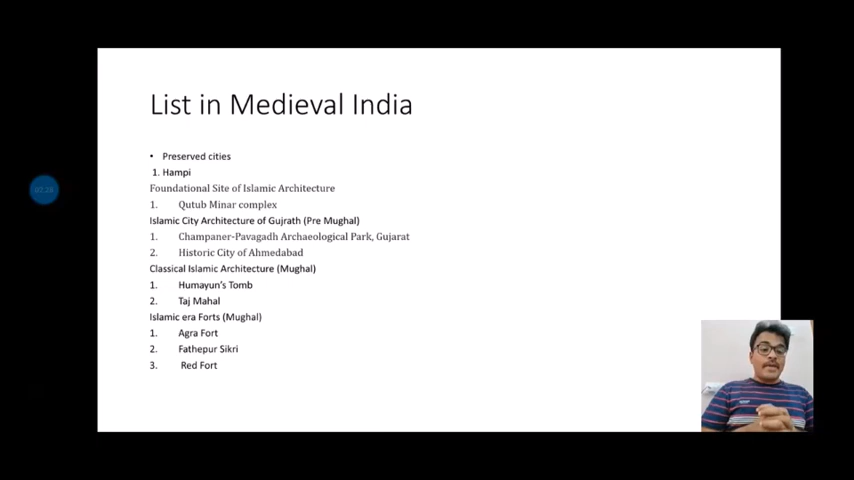 List in Medieval India
• Preserved cities
1. Hampi
Foundational Site of Islamic Architecture
1. Qutub Minar complex
Islamic City Architecture of Gujrath (Pre Mughal)
1. Champaner-Pavagadh Archaeological Park, Gujarat
2. Historic City of Ahmedabad
Classical Islamic Architecture (Mughal)
1. Humayun's Tomb
2. Taj Mahal
Islamic era Forts (Mughal)
1. Agra Fort
2. Fathepur Sikri
3. Red Fort